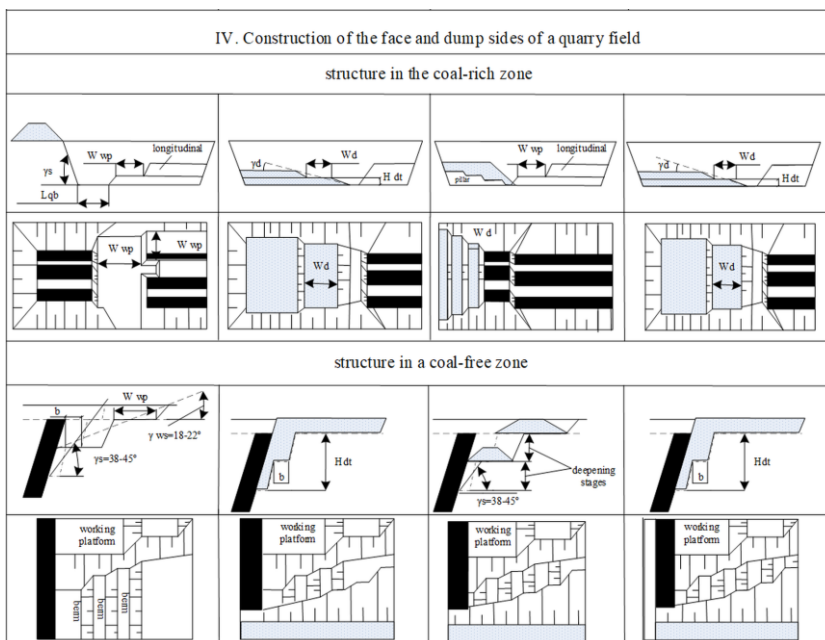 IV. Construction of the face and dump sides of a quarry field
structure in the coal-rich zone
γs
W wp
longitudinal
Lqb
γd
Wd
H dt
pillar
W wp
longitudinal
γd
Wd
H dt
W wp
W wp
Wd
W d
Wd
structure in a coal-free zone
b
W wp
γ ws=18-22°
γs=38-45°
b
Hdt
deepening
stages
γs=38-45°
b
Hdt
working
platform
berm
berm
berm
working
platform
working
platform
working
platform